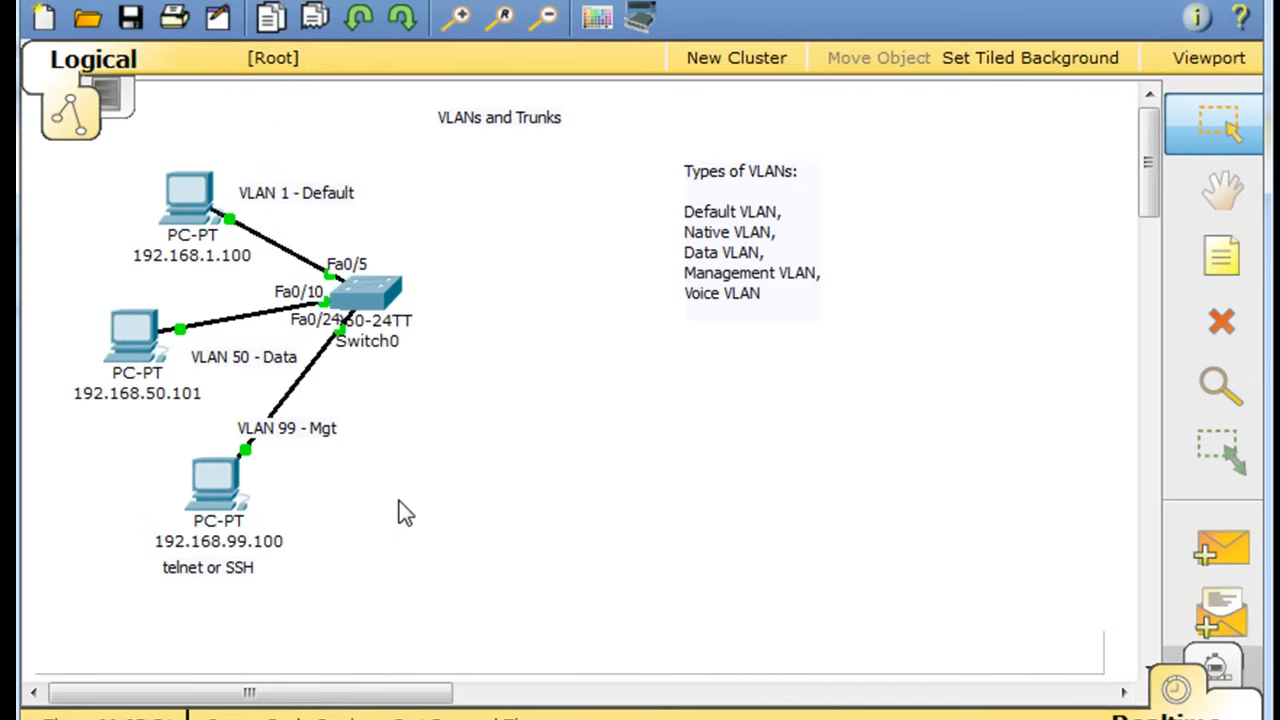 Logical
[Root]
New Cluster
Move Object
Set Tiled Background
Viewport
VLANs and Trunks
VLAN 1 - Default
PC-PT
192.168.1.100
Fa0/5
Fa0/10
Fa0/24
50-24TT
Switch0
PC-PT
192.168.50.101
VLAN 50 - Data
VLAN 99 - Mgt
PC-PT
192.168.99.100
telnet or SSH
Types of VLANs:
Default VLAN,
Native VLAN,
Data VLAN,
Management VLAN,
Voice VLAN
Realtime